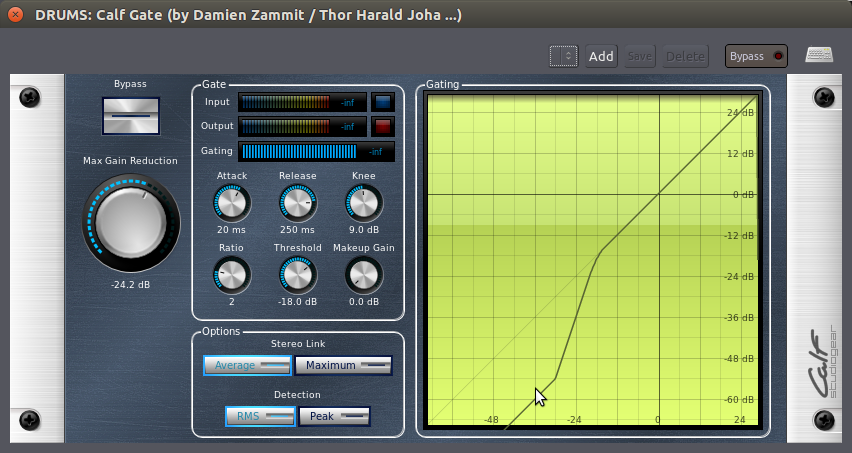 DRUMS: Calf Gate (by Damien Zammit / Thor Harald Joha ...)
Add
Save
Delete
Bypass
Bypass
Max Gain Reduction
-24.2 dB
Gate
Input
-inf
Output
-inf
Gating
-inf
Attack
Release
Knee
20 ms
250 ms
9.0 dB
Ratio
Threshold
Makeup Gain
2
-18.0 dB
0.0 dB
Options
Stereo Link
Average
Maximum
Detection
RMS
Peak
Gating
24 dB
12 dB
0 dB
-12 dB
-24 dB
-36 dB
-48 dB
-60 dB
-48
-24
0
24
Calf
studiogear